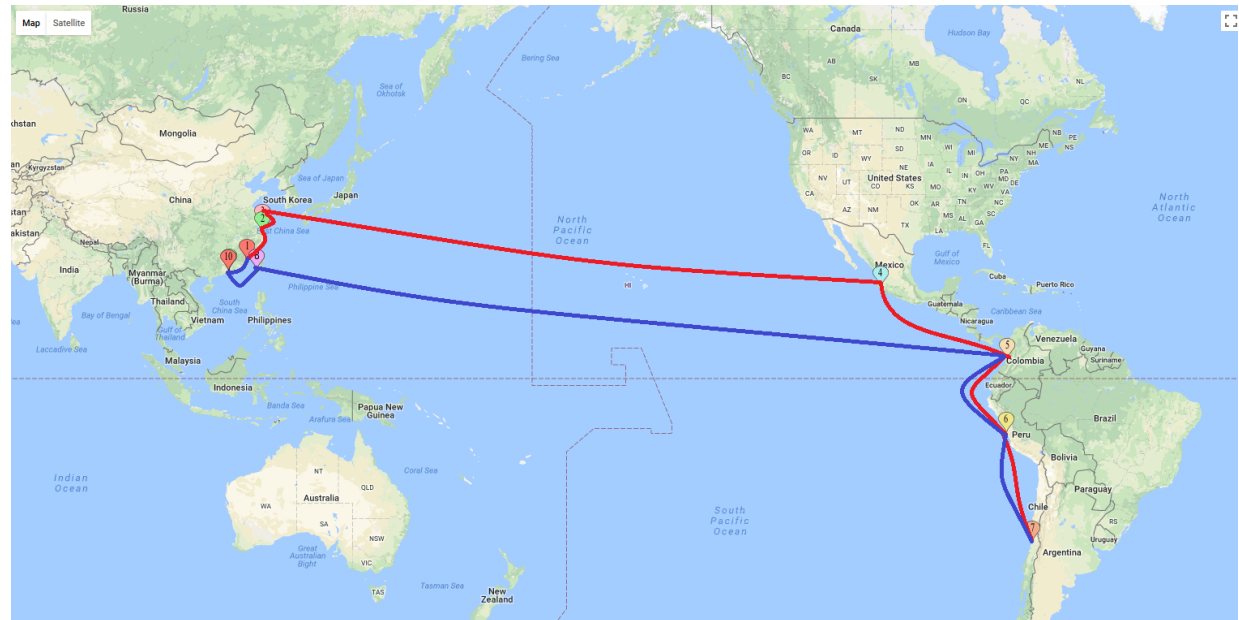 Map
Satellite
Russia
Canada
Hudson Bay
Bering Sea
Sea of
Okhotsk
AB
MB
BC
SK
NL
ON
QC
khstan
Mongolia
WA
MT
ND
MN
NB
PE
NS
NH
ME
MA
OR
ID
WY
SD
WI
MI
NY
Kyrgyzstan
Sea of Japan
South Korea
Japan
China
NV
UT
CO
NE
KS
IA
IL
IN
OH
PA
MD
DE
United States
MO
KY
WV
VA
CA
AZ
NM
OK
AR
TN
NC
MS
AL
SC
GA
TX
LA
FL
North
Atlantic
Ocean
stan
akistan
Nepal
2
East China Sea
North
Pacific
Ocean
Gulf of
Mexico
1
10
India
Myanmar
(Burma)
Mexico
4
Cuba
Puerto Rico
HI
Philippine Sea
Thailand
South
China Sea
Bay of Bengal
Vietnam
Philippines
Gulf of
Thailand
Guatemala
Caribbean Sea
Nicaragua
ea
Laccadive Sea
Malaysia
5
Venezuela
Guyana
Suriname
Colombia
Indonesia
Ecuador
Banda Sea
Papua New
Guinea
Arafura Sea
6
Peru
Brazil
Indian
Ocean
Coral Sea
Bolivia
NT
QLD
Australia
WA
Paraguay
South
Pacific
Ocean
Chile
SA
NSW
RS
7
Uruguay
Great
Australian
Bight
VIC
Argentina
TAS
Tasman Sea
New
Zealand